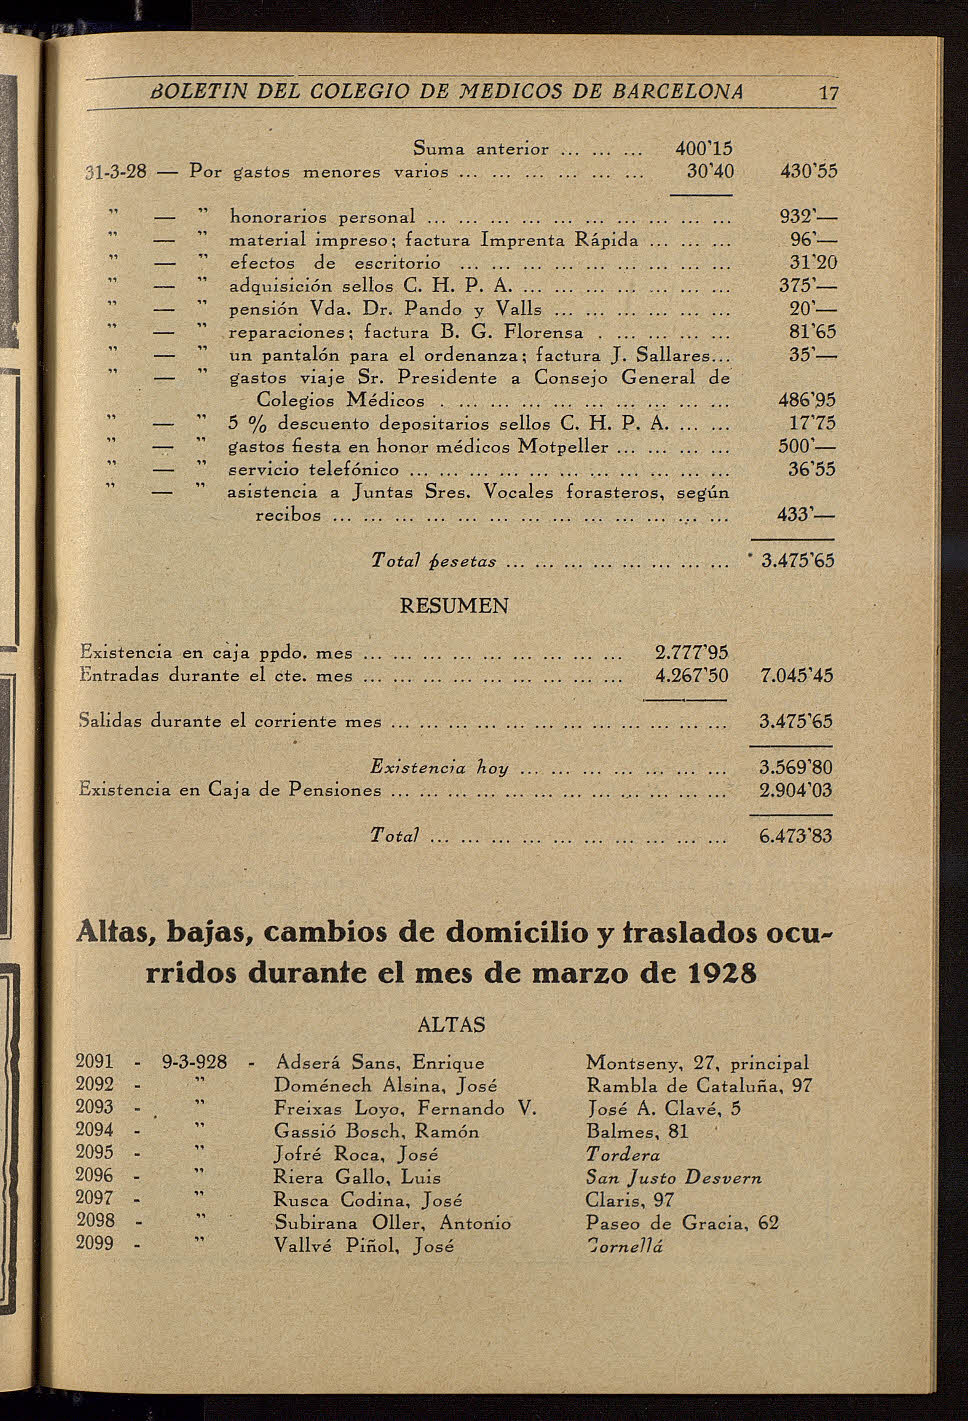 BOLETIN DEL COLEGIO DE MEDICOS DE BARCELONA 17
Suma anterior ... ... ... 400'15
31-3-28 — Por gastos menores varios ... ... ... ... ... ... 30'40 430'55
" — " honorarios personal ... ... ... ... ... ... ... ... ... ... 932'—
" — " material impreso; factura Imprenta Rápida ... ... ... 96'—
" — " efectos de escritorio ... ... ... ... ... ... ... ... ... 31'20
" — " adquisición sellos C. H. P. A. ... ... ... ... ... ... ... 375'—
" — " pensión Vda. Dr. Pando y Valls ... ... ... ... ... ... 20'—
" — " reparaciones; factura B. G. Florensa . ... ... ... ... 81'65
" — " un pantalón para el ordenanza; factura J. Sallares... 35'—
" — " gastos viaje Sr. Presidente a Consejo General de
Colegios Médicos . ... ... ... ... ... ... ... ... ... 486'95
" — " 5 % descuento depositarios sellos C. H. P. A. ... ... 17'75
" — " gastos fiesta en honor médicos Motpeller ... ... ... ... 500'—
" — " servicio telefónico ... ... ... ... ... ... ... ... ... ... ... 36'55
" — " asistencia a Juntas Sres. Vocales forasteros, según
recibos ... ... ... ... ... ... ... ... ... ... ... ... ... 433'—
Total pesetas ... ... ... ... ... ... ... ... 3.475'65
RESUMEN
Existencia en caja ppdo. mes ... ... ... ... ... ... ... ... ... 2.777'95
Entradas durante el cte. mes ... ... ... ... ... ... ... ... ... 4.267'50 7.045'45
Salidas durante el corriente mes ... ... ... ... ... ... ... ... ... ... ... ... 3.475'65
Existencia hoy ... ... ... ... ... ... ... 3.569'80
Existencia en Caja de Pensiones ... ... ... ... ... ... ... ... ... ... ... ... 2.904'03
Total ... ... ... ... ... ... ... ... ... ... 6.473'83
Altas, bajas, cambios de domicilio y traslados ocu-
rridos durante el mes de marzo de 1928
ALTAS
2091 - 9-3-928 - Adserá Sans, Enrique Montseny, 27, principal
2092 - " Doménech Alsina, José Rambla de Cataluña, 97
2093 - " Freixas Loyo, Fernando V. José A. Clavé, 5
2094 - " Gassió Bosch, Ramón Balmes, 81
2095 - " Jofré Roca, José Tordera
2096 - " Riera Gallo, Luis San Justo Desvern
2097 - " Rusca Codina, José Claris, 97
2098 - " Subirana Oller, Antonio Paseo de Gracia, 62
2099 - " Vallvé Piñol, José Cornellá